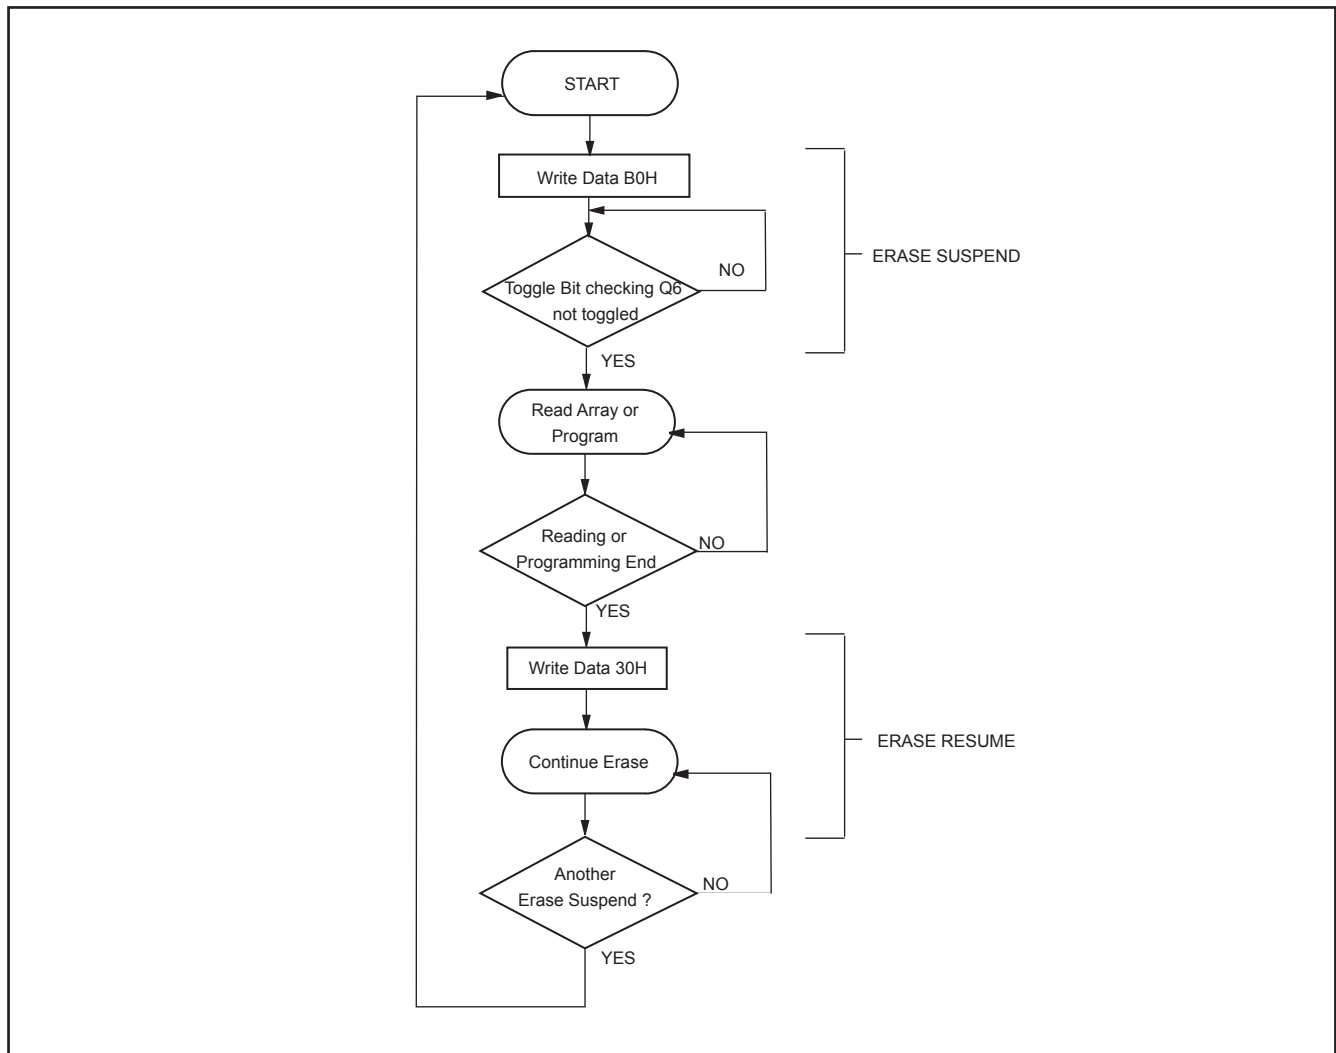 START
Write Data B0H
ERASE SUSPEND
NO
Toggle Bit checking Q6
not toggled
YES
Read Array or
Program
Reading or
NO
Programming End
YES
Write Data 30H
ERASE RESUME
Continue Erase
Another
NO
Erase Suspend ?
YES